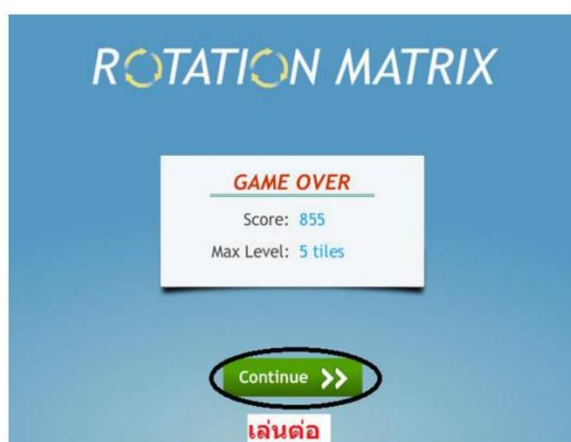 ROTATION MATRIX
GAME OVER
Score: 855
Max Level: 5 tiles
Continue >>
เล่นต่อ